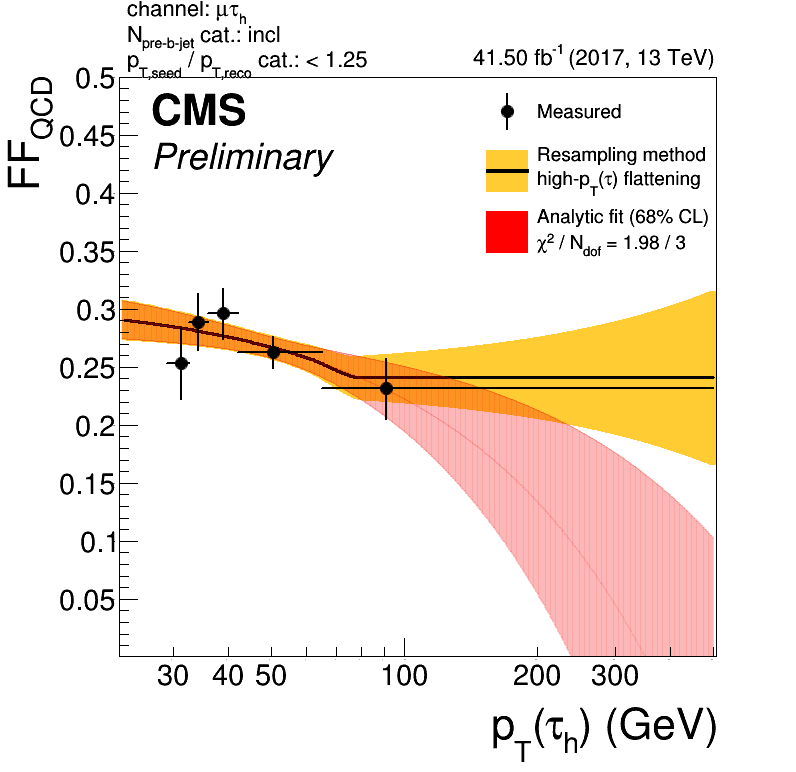 channel: μτh
Npre-b-jet cat.: incl
pT,seed / pT,reco cat.: < 1.25
41.50 fb-1 (2017, 13 TeV)
CMS
Preliminary
Measured
Resampling method
high-pT(τ) flattening
Analytic fit (68% CL)
χ2 / Ndof = 1.98 / 3
FFQCD
0.5
0.45
0.4
0.35
0.3
0.25
0.2
0.15
0.1
0.05
30 40 50 100 200 300
pT(τh) (GeV)